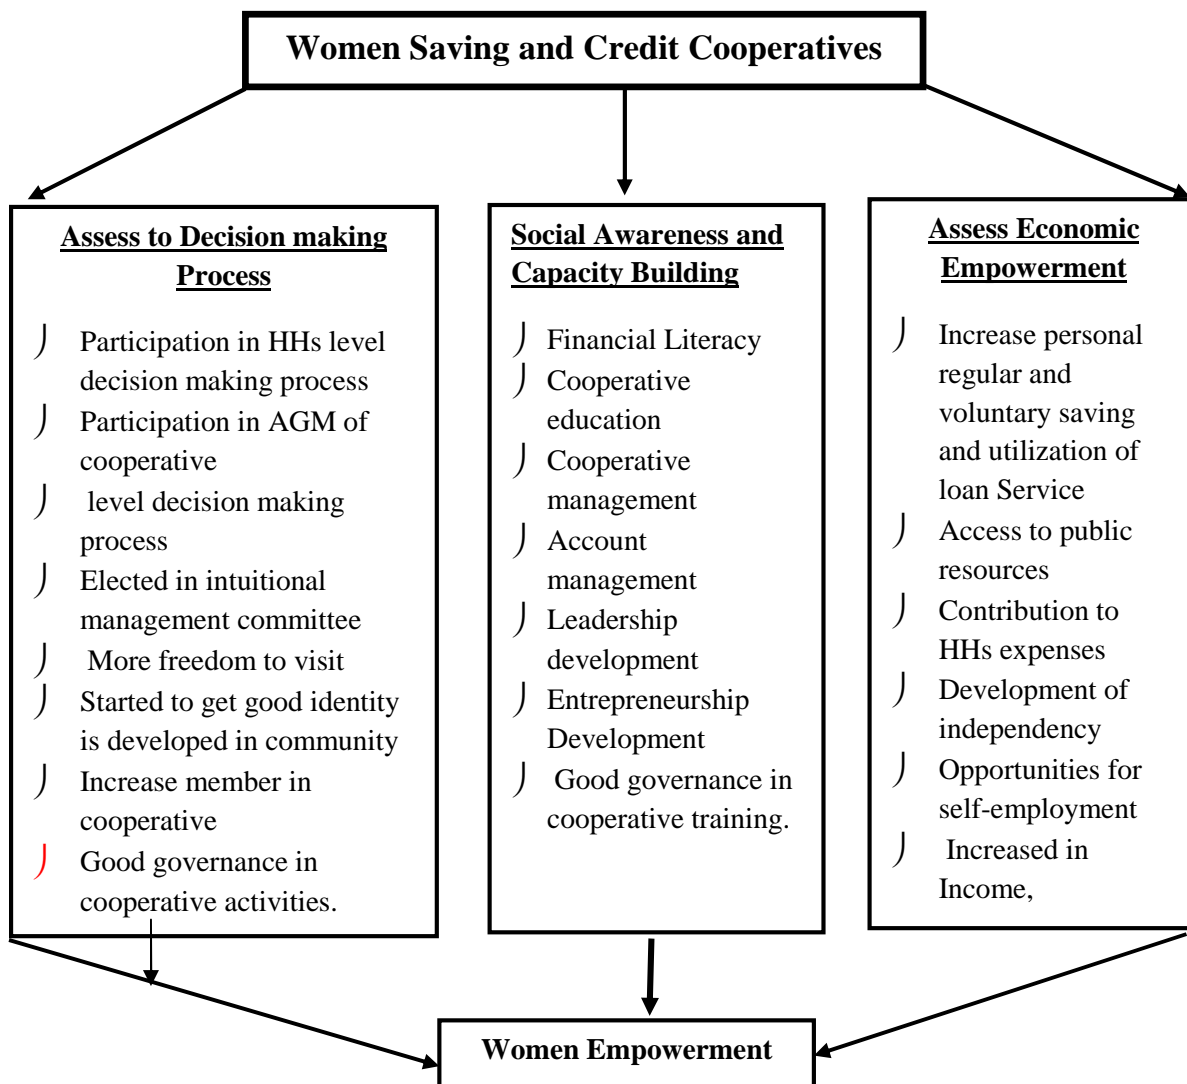 Women Saving and Credit Cooperatives
Assess to Decision making
Process
Participation in HHs level
decision making process
Participation in AGM of
cooperative
level decision making
process
Elected in intuitional
management committee
More freedom to visit
Started to get good identity
is developed in community
Increase member in
cooperative
Good governance in
cooperative activities.
Social Awareness and
Capacity Building
Financial Literacy
Cooperative
education
Cooperative
management
Account
management
Leadership
development
Entrepreneurship
Development
Good governance in
cooperative training.
Assess Economic
Empowerment
Increase personal
regular and
voluntary saving
and utilization of
loan Service
Access to public
resources
Contribution to
HHs expenses
Development of
independency
Opportunities for
self-employment
Increased in
Income,
Women Empowerment